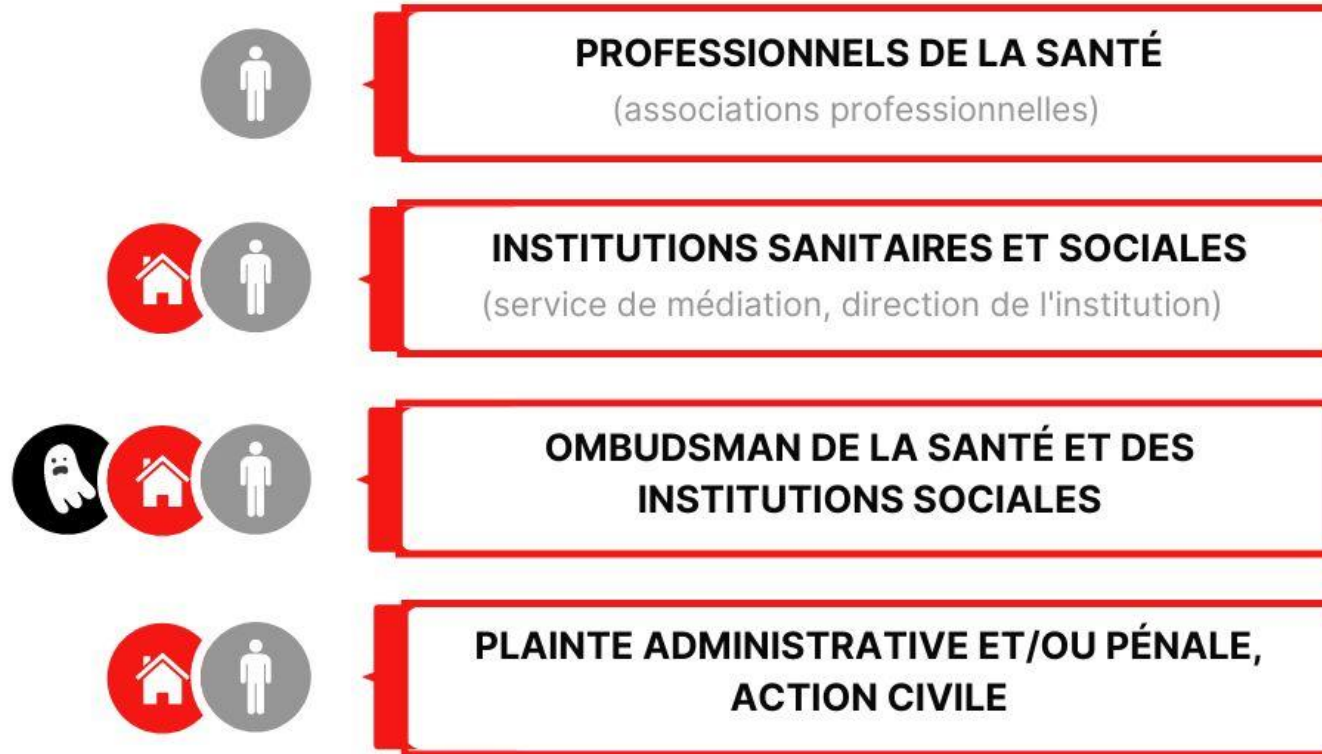 PROFESSIONNELS DE LA SANTÉ
(associations professionnelles)
INSTITUTIONS SANITAIRES ET SOCIALES
(service de médiation, direction de l'institution)
OMBUDSMAN DE LA SANTÉ ET DES
INSTITUTIONS SOCIALES
PLAINTE ADMINISTRATIVE ET/OU PÉNALE,
ACTION CIVILE